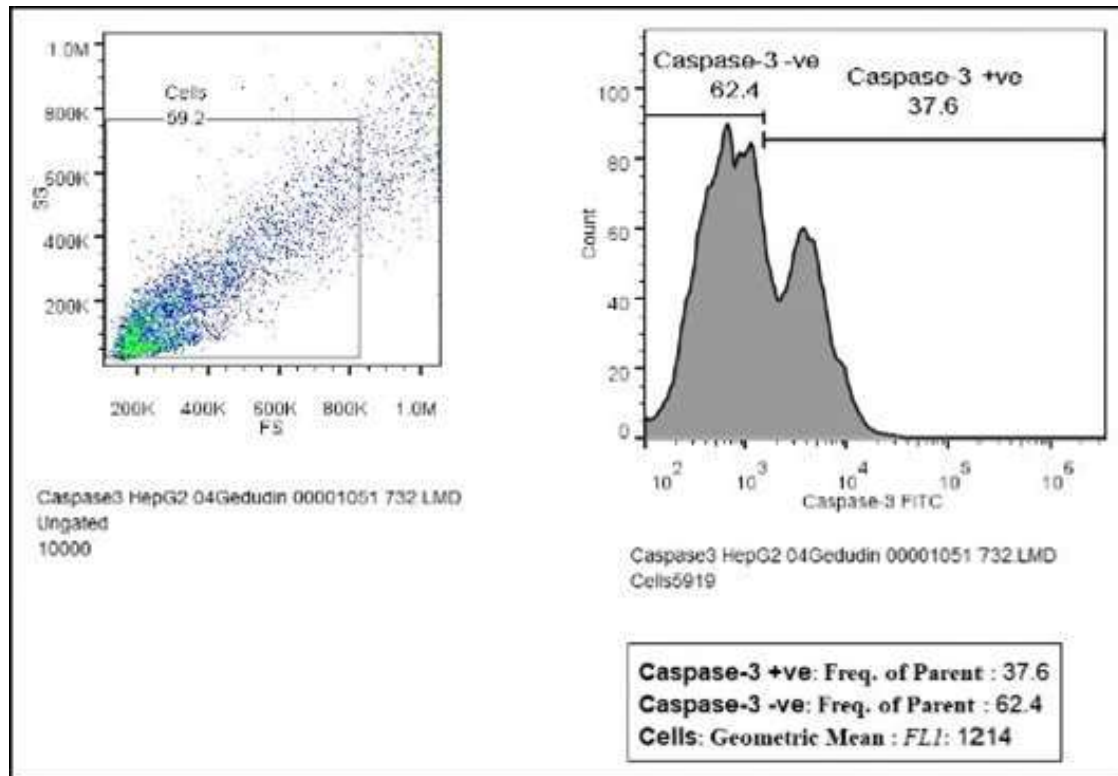 1.0M
800K
600K
400K
200K
SS
Cells
59.2
200K 400K 600K 800K 1.0M
FS
Caspase3 HepG2 04Gedudin 00001051 732 LMD
Ungated
10000
Caspase-3 -ve
62.4
Caspase-3 +ve
37.6
100
80
60
40
20
0
Count
10^2 10^3 10^4 10^5 10^6
Caspase-3 FITC
Caspase3 HepG2 04Gedudin 00001051 732.LMD
Cells5919
Caspase-3 +ve: Freq. of Parent : 37.6
Caspase-3 -ve: Freq. of Parent : 62.4
Cells: Geometric Mean : FL1: 1214